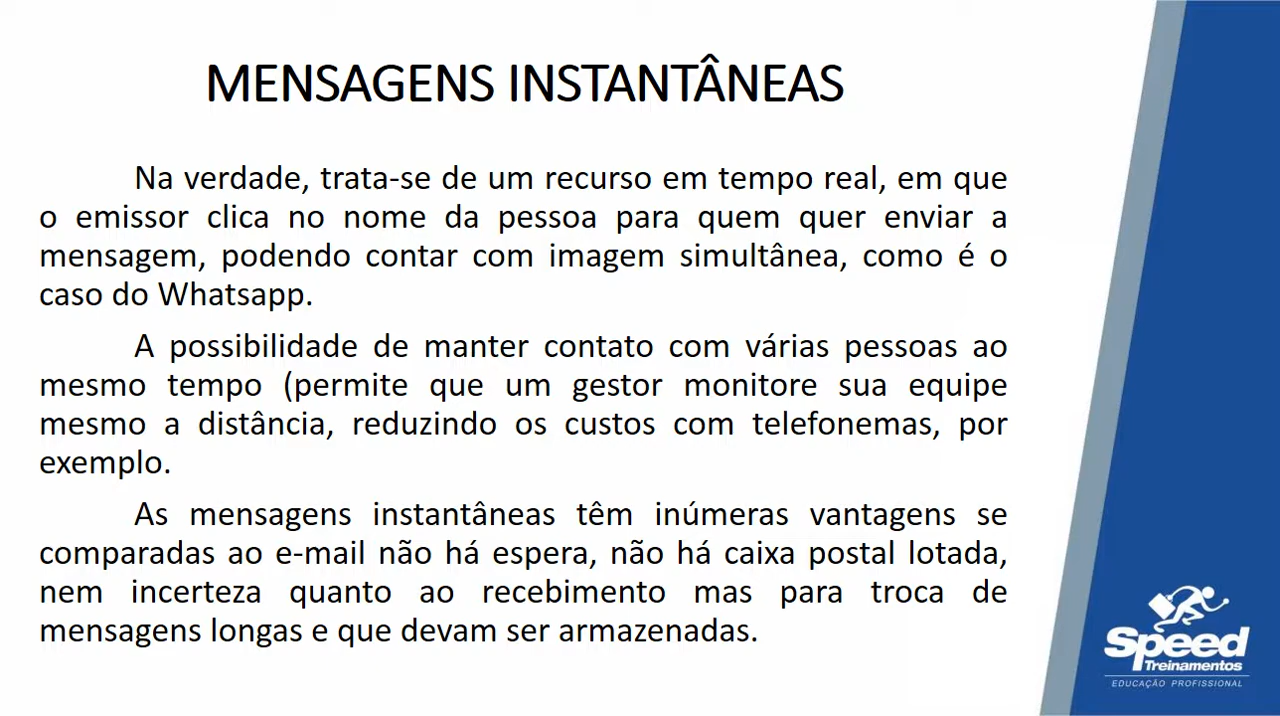 MENSAGENS INSTANTÂNEAS
Na verdade, trata-se de um recurso em tempo real, em que
o emissor clica no nome da pessoa para quem quer enviar a
mensagem, podendo contar com imagem simultânea, como é o
caso do Whatsapp.
A possibilidade de manter contato com várias pessoas ao
mesmo tempo (permite que um gestor monitore sua equipe
mesmo a distância, reduzindo os custos com telefonemas, por
exemplo.
As mensagens instantâneas têm inúmeras vantagens se
comparadas ao e-mail não há espera, não há caixa postal lotada,
nem incerteza quanto ao recebimento mas para troca de
mensagens longas e que devam ser armazenadas.
Speed
Treinamentos
EDUCAÇÃO PROFISSIONAL